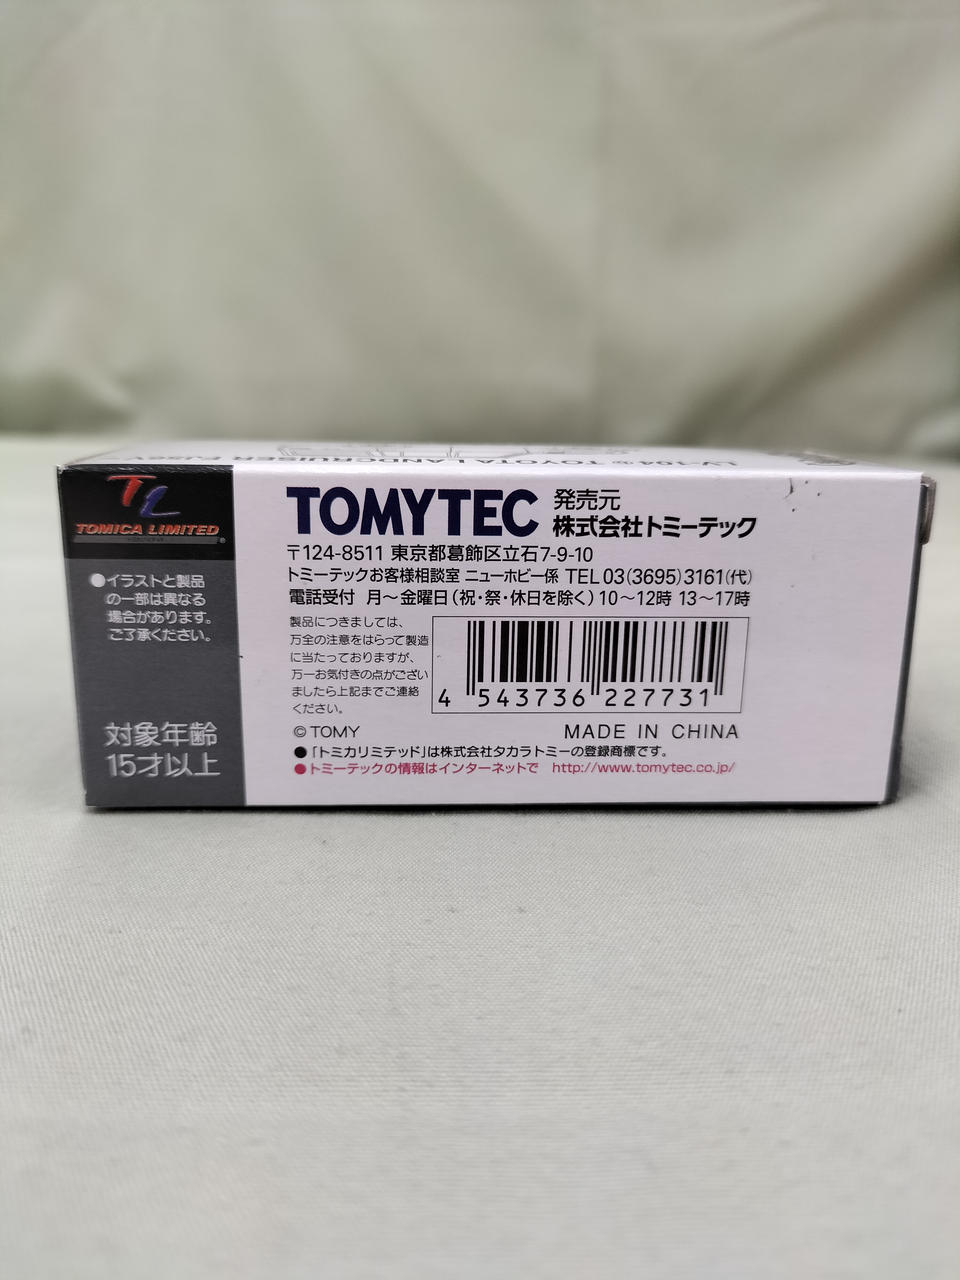 LV-104 TOYOTA LANDCRUISER FJ56V
TL
TOMICA LIMITED
●イラストと製品
の一部は異なる
場合があります。
ご了承ください。
対象年齢
15才以上
TOMYTEC 発売元
株式会社トミーテック
〒124-8511 東京都葛飾区立石7-9-10
トミーテックお客様相談室 ニューホビー係 TEL 03(3695)3161(代)
電話受付 月～金曜日(祝・祭・休日を除く)10～12時 13～17時
製品につきましては、
万全の注意をはらって製造
に当たっておりますが、
万一お気付きの点がござい
ましたら上記までご連絡
ください。
4 543736 227731
©TOMY MADE IN CHINA
●「トミカリミテッド」は株式会社タカラトミーの登録商標です。
●トミーテックの情報はインターネットで http://www.tomytec.co.jp/